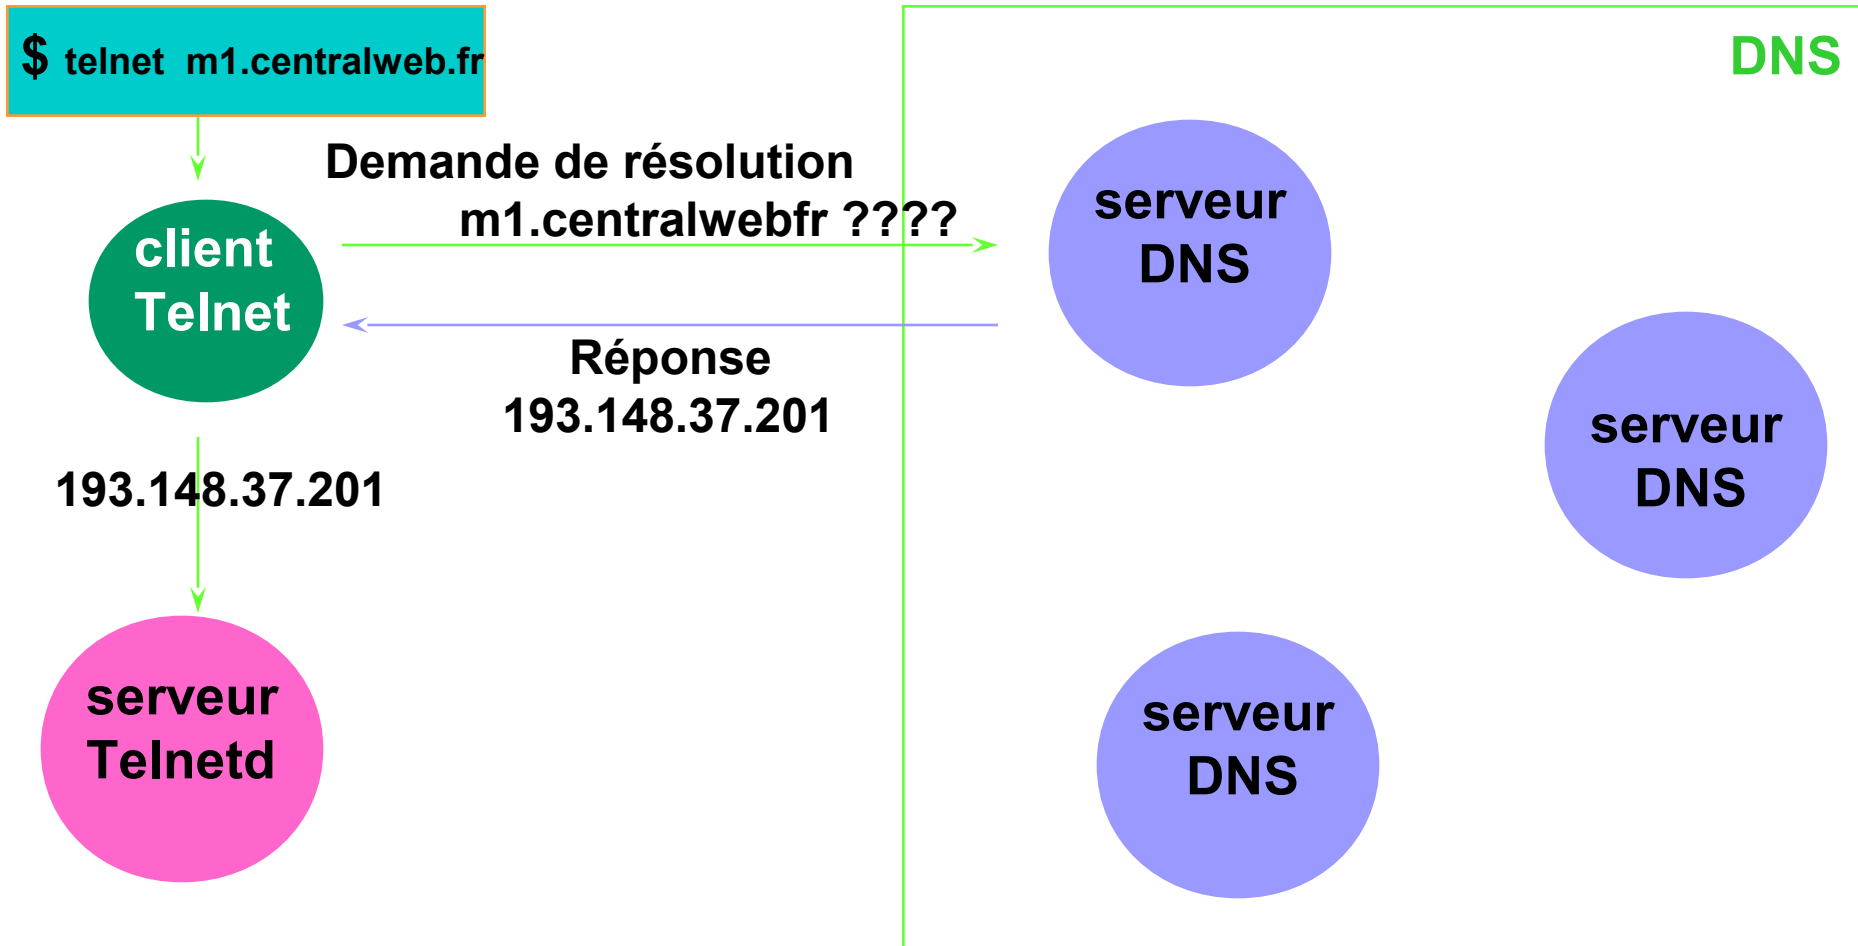 $ telnet m1.centralweb.fr
DNS
Demande de résolution
m1.centralwebfr ????
client
Telnet
serveur
DNS
Réponse
193.148.37.201
serveur
DNS
193.148.37.201
serveur
Telnetd
serveur
DNS